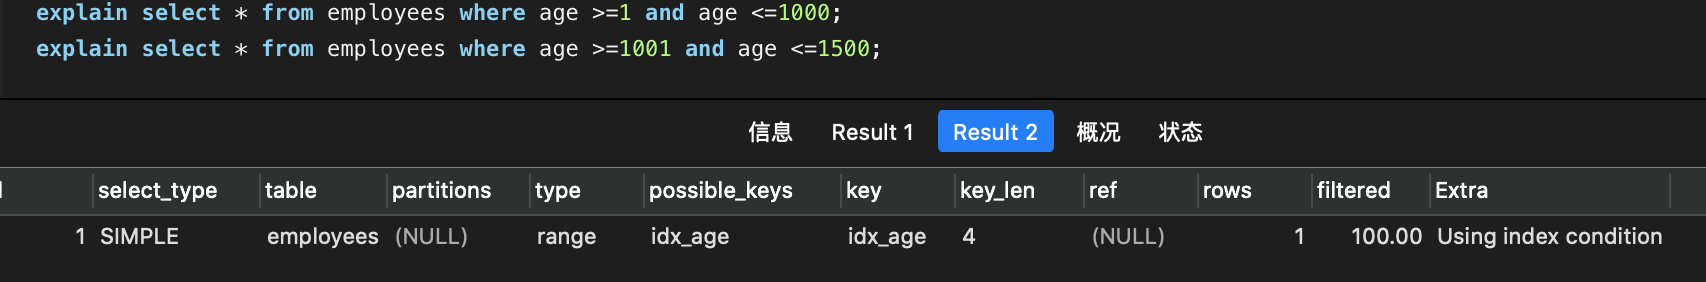 explain select * from employees where age >=1 and age <=1000;
explain select * from employees where age >=1001 and age <=1500;
信息 Result 1 Result 2 概况 状态
select_type table partitions type possible_keys key key_len ref rows filtered Extra
1 SIMPLE employees (NULL) range idx_age idx_age 4 (NULL) 1 100.00 Using index condition